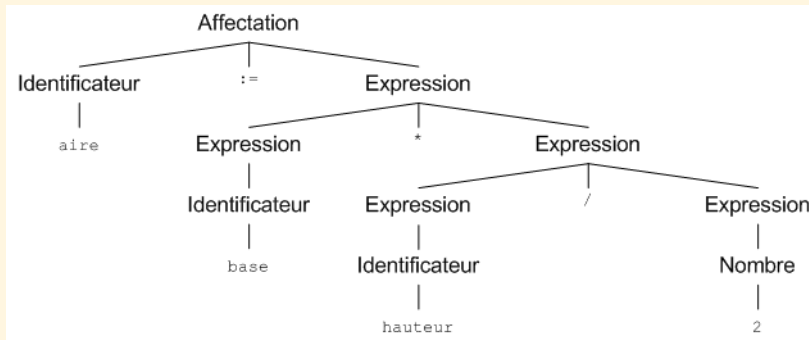 Affectation
Identificateur := Expression
aire Expression * Expression
Identificateur Expression / Expression
base Identificateur Nombre
hauteur 2